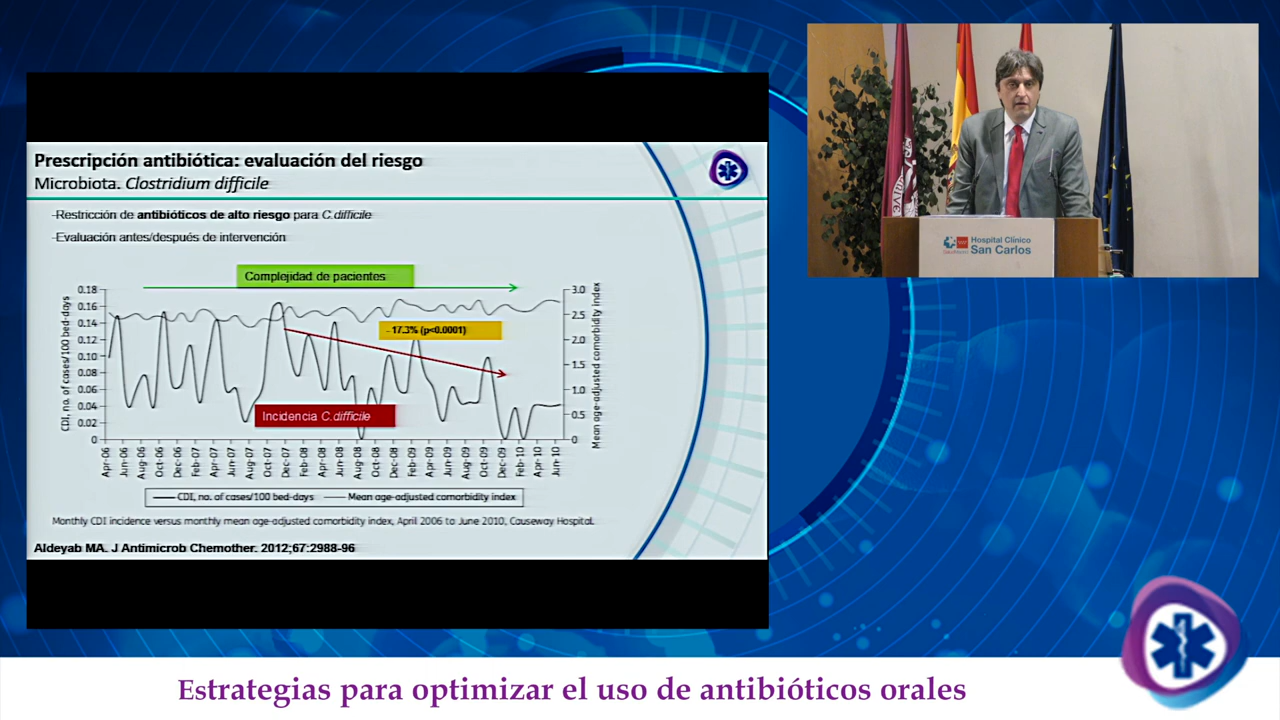 Prescripción antibiótica: evaluación del riesgo
Microbiota. Clostridium difficile
-Restricción de antibióticos de alto riesgo para C.difficile
-Evaluación antes/después de intervención
Complejidad de pacientes
CDI, no. of cases/100 bed-days
0.18
0.16
0.14
0.12
0.10
0.08
0.06
0.04
0.02
0
3.0
2.5
2.0
1.5
1.0
0.5
0
Mean age-adjusted comorbidity index
- 17.3% (p<0.0001)
Incidencia C.difficile
Apr-06
Jun-06
Aug-06
Oct-06
Dec-06
Feb-07
Apr-07
Jun-07
Aug-07
Oct-07
Dec-07
Feb-08
Apr-08
Jun-08
Aug-08
Oct-08
Dec-08
Feb-09
Apr-09
Jun-09
Aug-09
Oct-09
Dec-09
Feb-10
Apr-10
Jun-10
CDI, no. of cases/100 bed-days
Mean age-adjusted comorbidity index
Monthly CDI incidence versus monthly mean age-adjusted comorbidity index, April 2006 to June 2010, Causeway Hospital.
Aldeyab MA. J Antimicrob Chemother. 2012;67:2988-96
Hospital Clínico
San Carlos
Estrategias para optimizar el uso de antibióticos orales